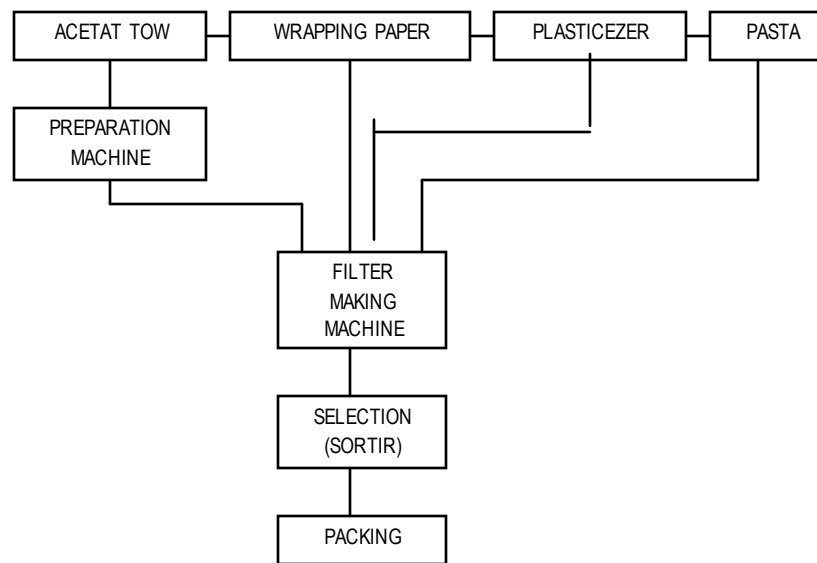 ACETAT TOW
WRAPPING PAPER
PLASTICEZER
PASTA
PREPARATION
MACHINE
FILTER
MAKING
MACHINE
SELECTION
(SORTIR)
PACKING